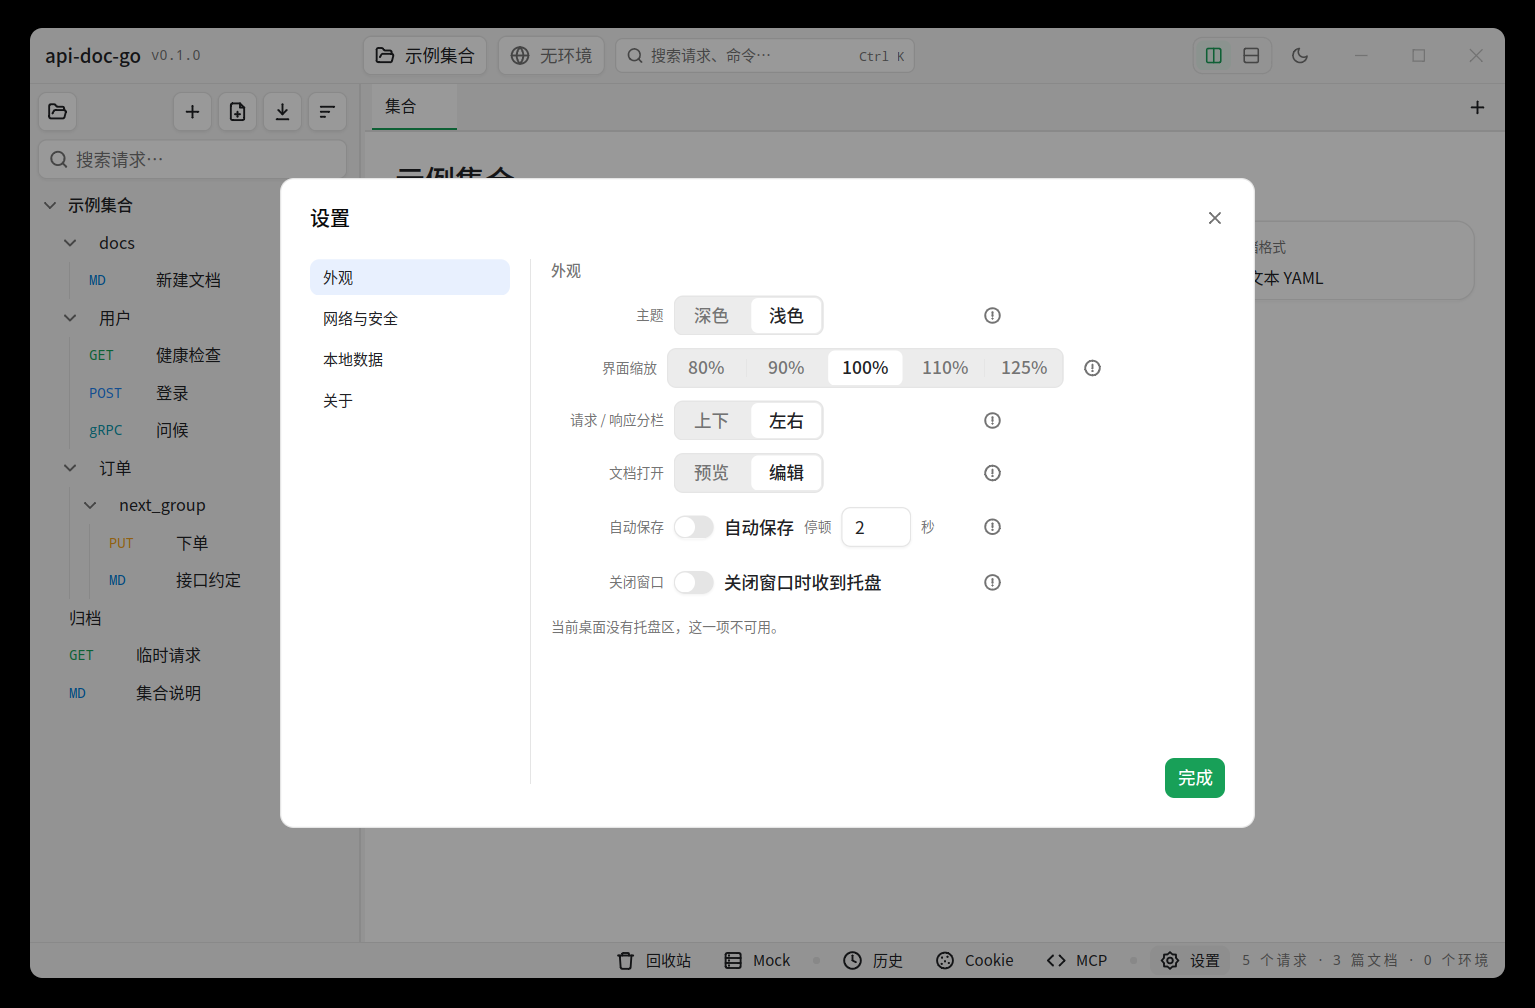 api-doc-go v0.1.0
示例集合
无环境
搜索请求、命令…
Ctrl K
搜索请求…
示例集合
docs
MD 新建文档
用户
GET 健康检查
POST 登录
gRPC 问候
订单
next_group
PUT 下单
MD 接口约定
归档
GET 临时请求
MD 集合说明
集合
示例集合
格式
文本 YAML
设置
外观
网络与安全
本地数据
关于
外观
主题 深色 浅色
界面缩放 80% 90% 100% 110% 125%
请求 / 响应分栏 上下 左右
文档打开 预览 编辑
自动保存 自动保存 停顿 2 秒
关闭窗口 关闭窗口时收到托盘
当前桌面没有托盘区，这一项不可用。
完成
回收站
Mock
历史
Cookie
MCP
设置
5 个请求 · 3 篇文档 · 0 个环境